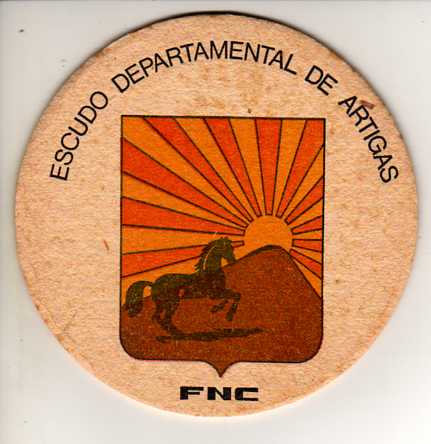 ESCUDO DEPARTAMENTAL DE ARTIGAS
FNC